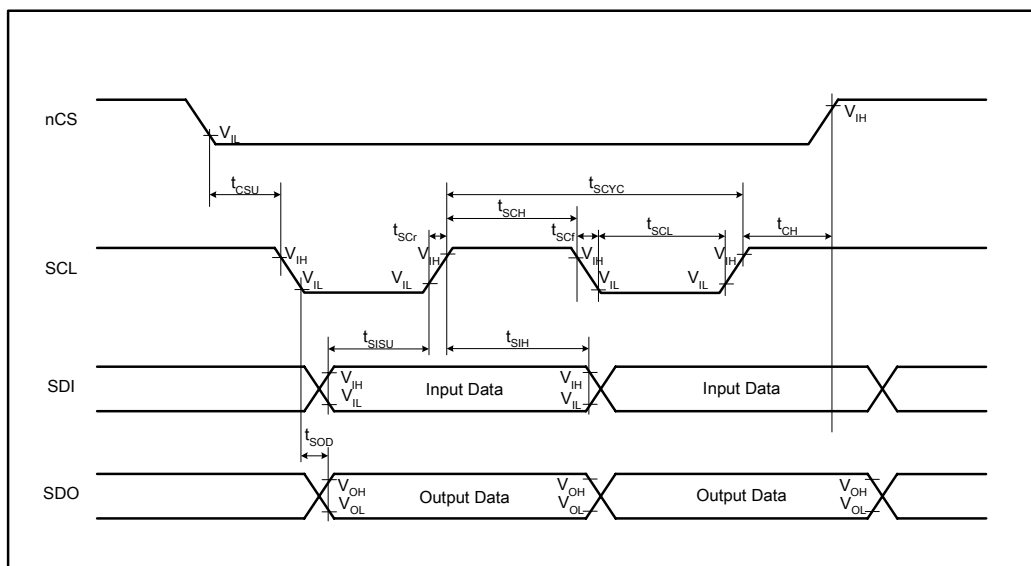 nCS
V_IL
V_IH
t_CSU
t_SCYC
t_SCH
t_SCr
t_SCf
t_SCL
t_CH
SCL
V_IH
V_IL
V_IL
V_IH
V_IH
V_IL
V_IL
V_IH
t_SISU
t_SIH
SDI
V_IH
V_IL
Input Data
V_IH
V_IL
Input Data
t_SOD
SDO
V_OH
V_OL
Output Data
V_OH
V_OL
Output Data
V_OH
V_OL